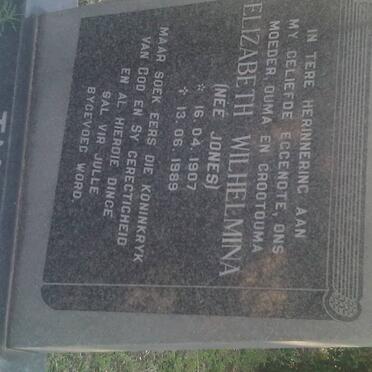 IN TERE HERINNERING AAN
MY GELIEFDE EGGENOTE, ONS
MOEDER, OUMA EN GROOTOUMA
ELIZABETH WILHELMINA
(NEE JONES)
☆ 16.04.1907
☆ 13.06.1989
MAAR SOEK EERS DIE KONINKRYK
VAN GOD EN SY GERECTIGHEID
EN AL HIERDIE DINGE
SAL VIR JULLE
BYGEVOEG WORD.